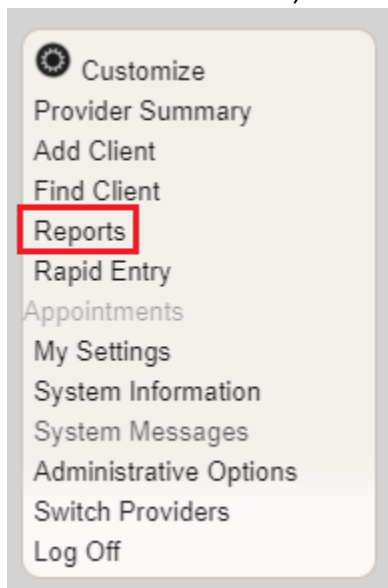 Customize
Provider Summary
Add Client
Find Client
Reports
Rapid Entry
Appointments
My Settings
System Information
System Messages
Administrative Options
Switch Providers
Log Off